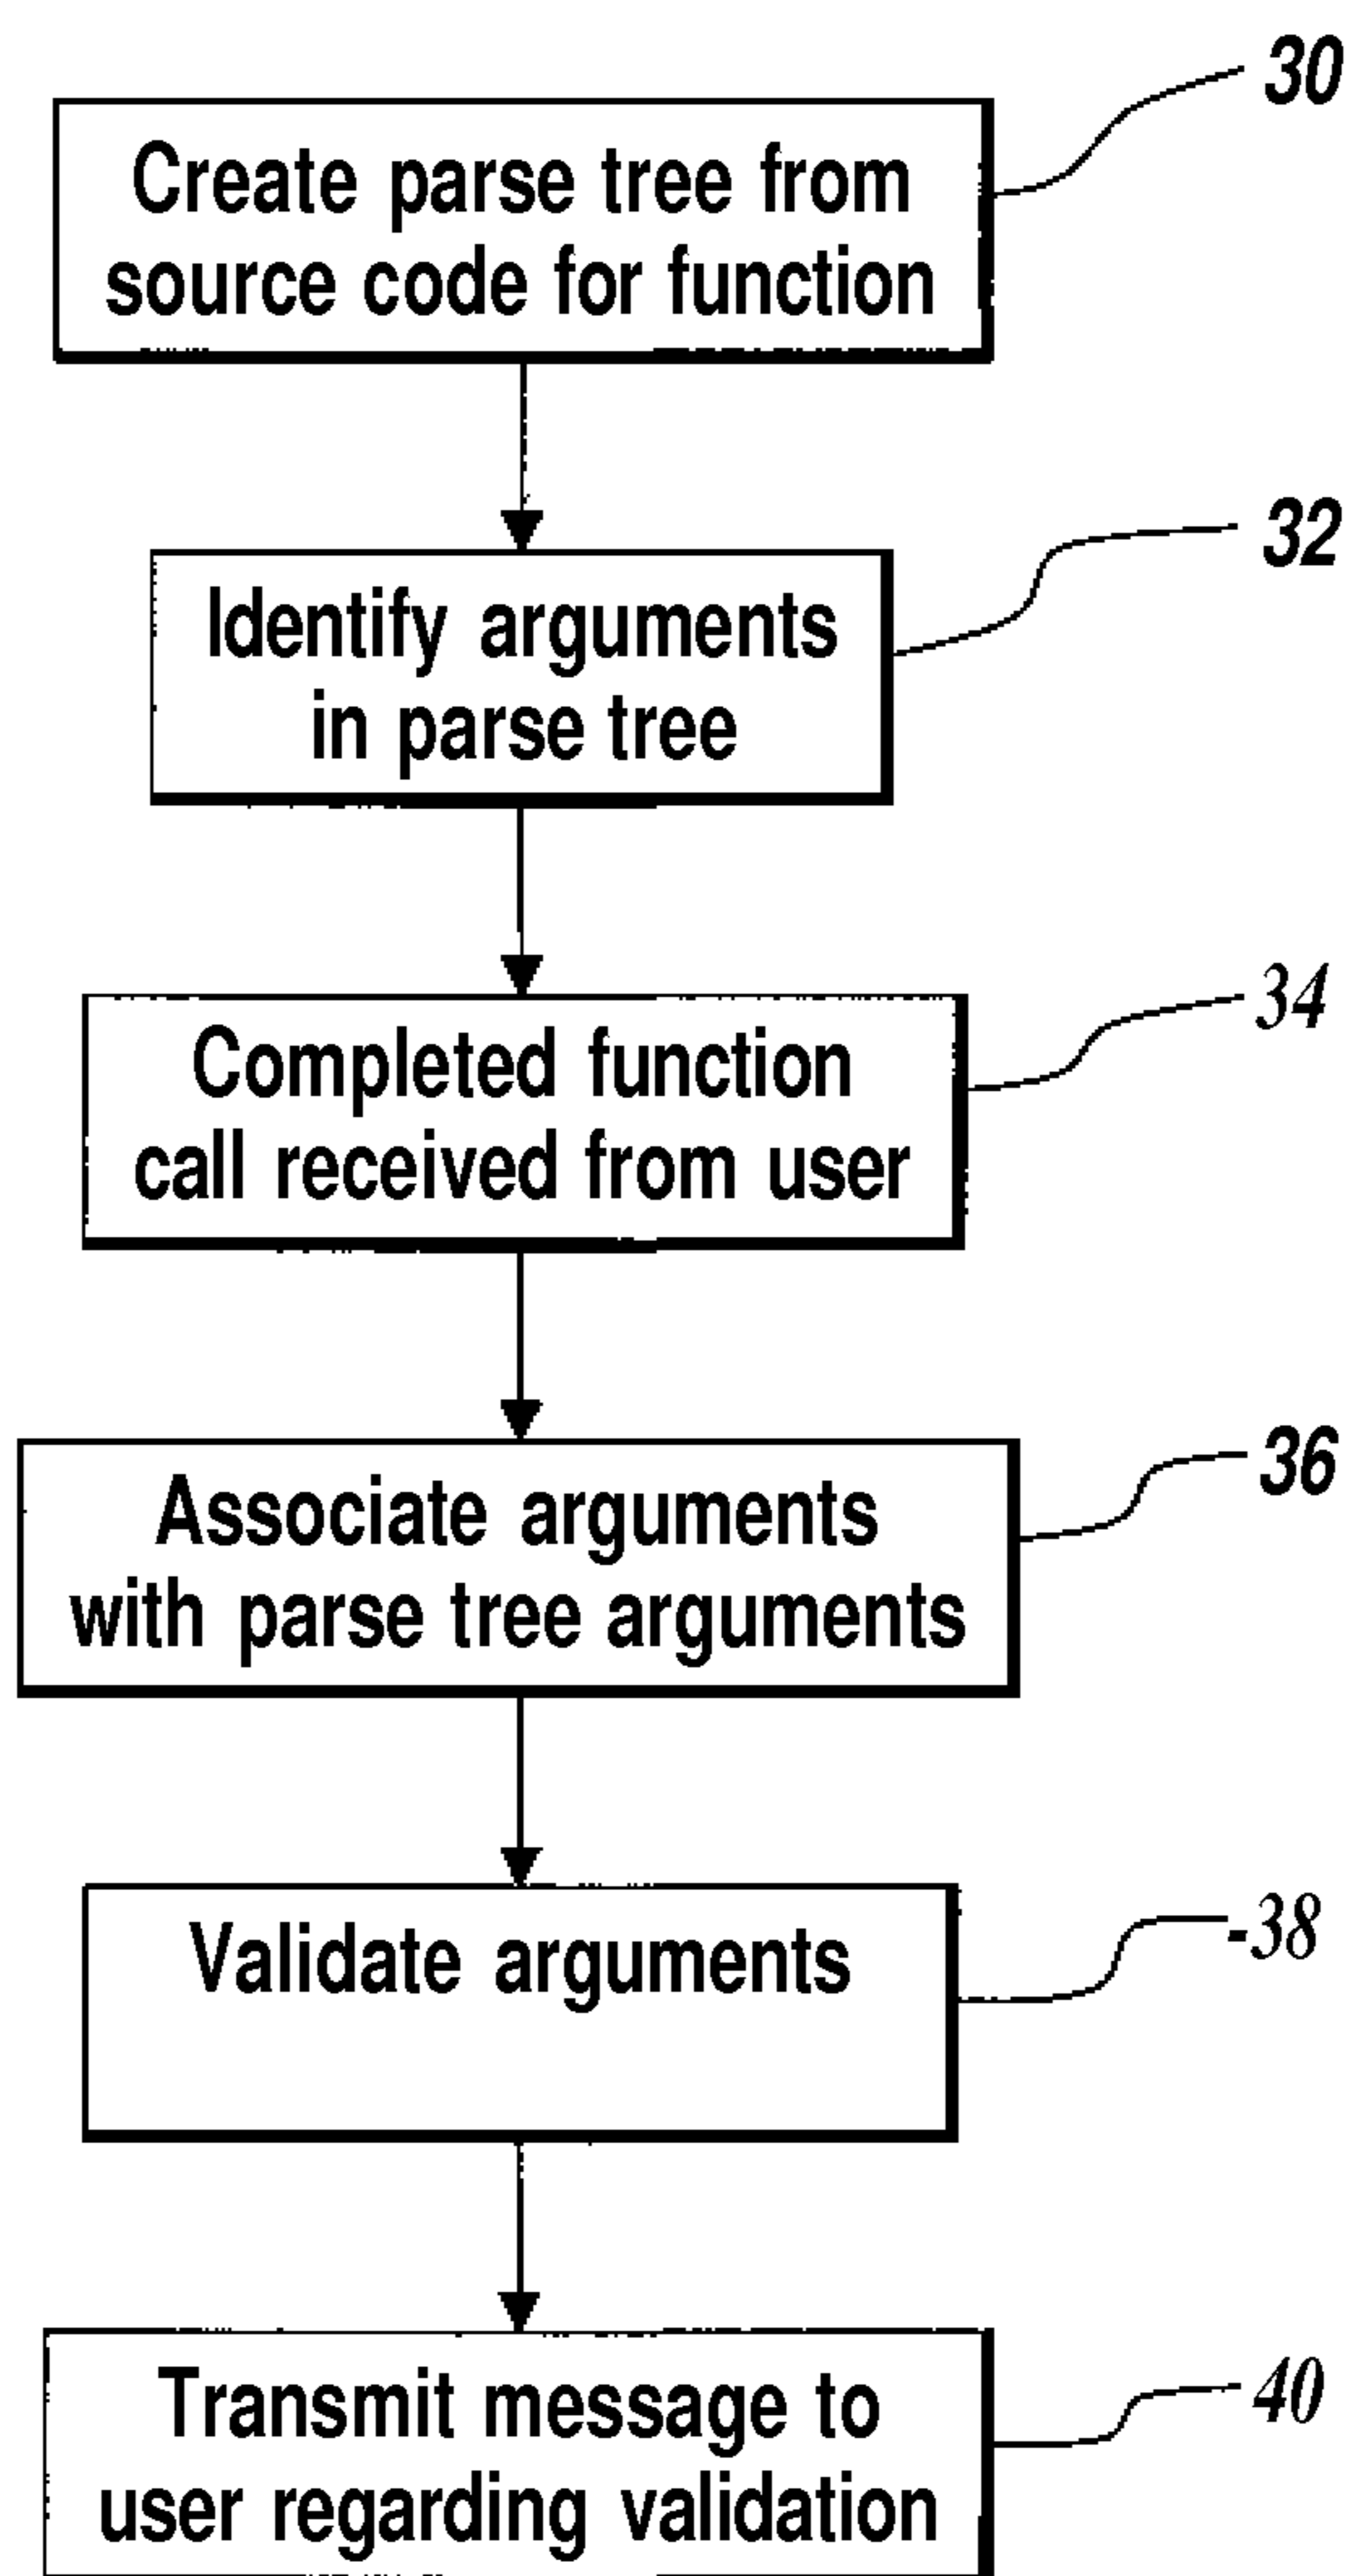 30
Create parse tree from
source code for function
32
Identify arguments
in parse tree
34
Completed function
call received from user
36
Associate arguments
with parse tree arguments
-38
Validate arguments
40
Transmit message to
user regarding validation